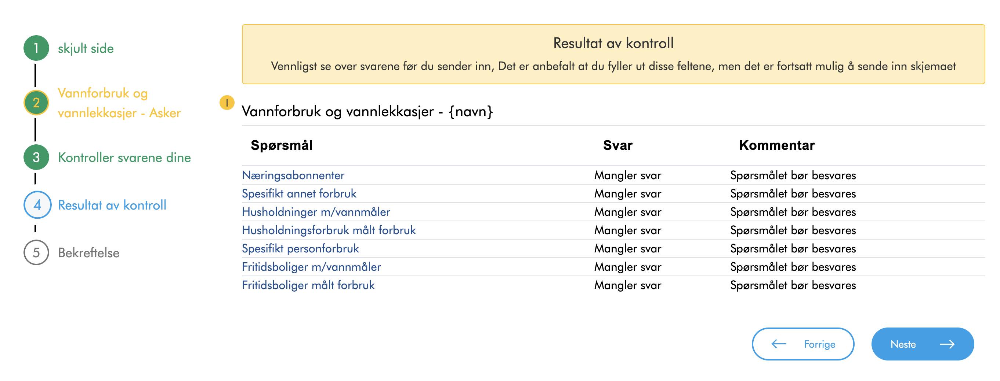 1 skjult side
2 Vannforbruk og
vannlekkasjer - Asker
3 Kontroller svarene dine
4 Resultat av kontroll
5 Bekreftelse
Resultat av kontroll
Vennligst se over svarene før du sender inn, Det er anbefalt at du fyller ut disse feltene, men det er fortsatt mulig å sende inn skjemaet
! Vannforbruk og vannlekkasjer - {navn}
Spørsmål Svar Kommentar
Næringsabonnenter Mangler svar Spørsmålet bør besvares
Spesifikt annet forbruk Mangler svar Spørsmålet bør besvares
Husholdninger m/vannmåler Mangler svar Spørsmålet bør besvares
Husholdningsforbruk målt forbruk Mangler svar Spørsmålet bør besvares
Spesifikt personforbruk Mangler svar Spørsmålet bør besvares
Fritidsboliger m/vannmåler Mangler svar Spørsmålet bør besvares
Fritidsboliger målt forbruk Mangler svar Spørsmålet bør besvares
← Forrige Neste →